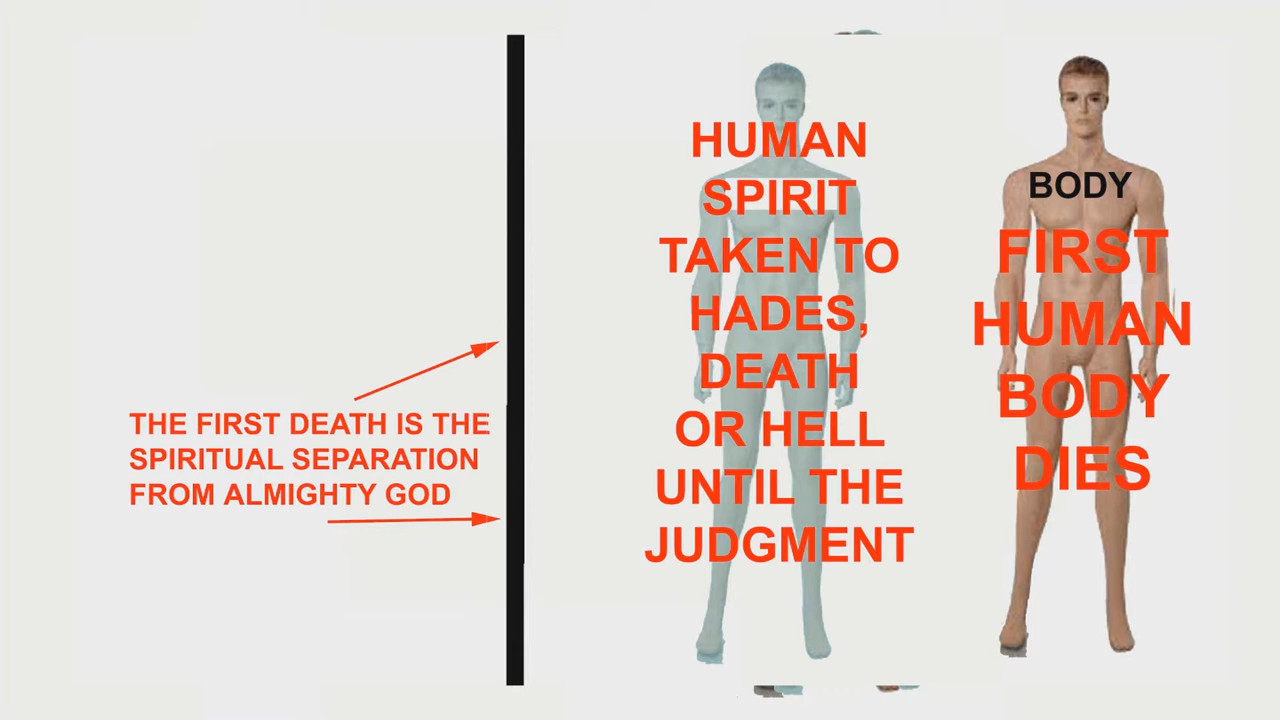 THE FIRST DEATH IS THE
SPIRITUAL SEPARATION
FROM ALMIGHTY GOD
HUMAN
SPIRIT
TAKEN TO
HADES,
DEATH
OR HELL
UNTIL THE
JUDGMENT
BODY
FIRST
HUMAN
BODY
DIES